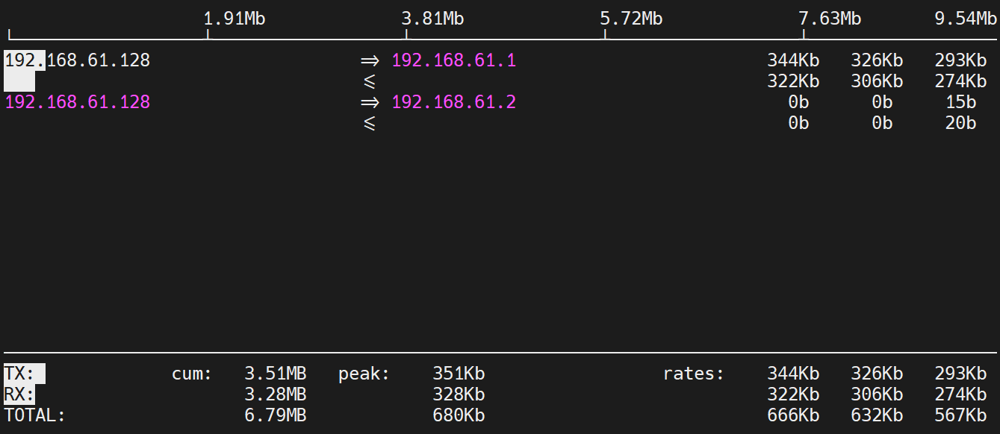 1.91Mb 3.81Mb 5.72Mb 7.63Mb 9.54Mb
192.168.61.128 => 192.168.61.1 344Kb 326Kb 293Kb
<= 322Kb 306Kb 274Kb
192.168.61.128 => 192.168.61.2 0b 0b 15b
<= 0b 0b 20b
TX: cum: 3.51MB peak: 351Kb rates: 344Kb 326Kb 293Kb
RX: 3.28MB 328Kb 322Kb 306Kb 274Kb
TOTAL: 6.79MB 680Kb 666Kb 632Kb 567Kb